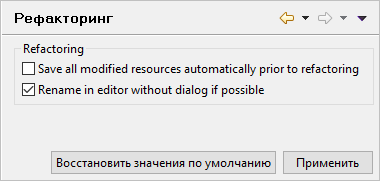 Рефакторинг
Refactoring
Save all modified resources automatically prior to refactoring
Rename in editor without dialog if possible
Восстановить значения по умолчанию
Применить